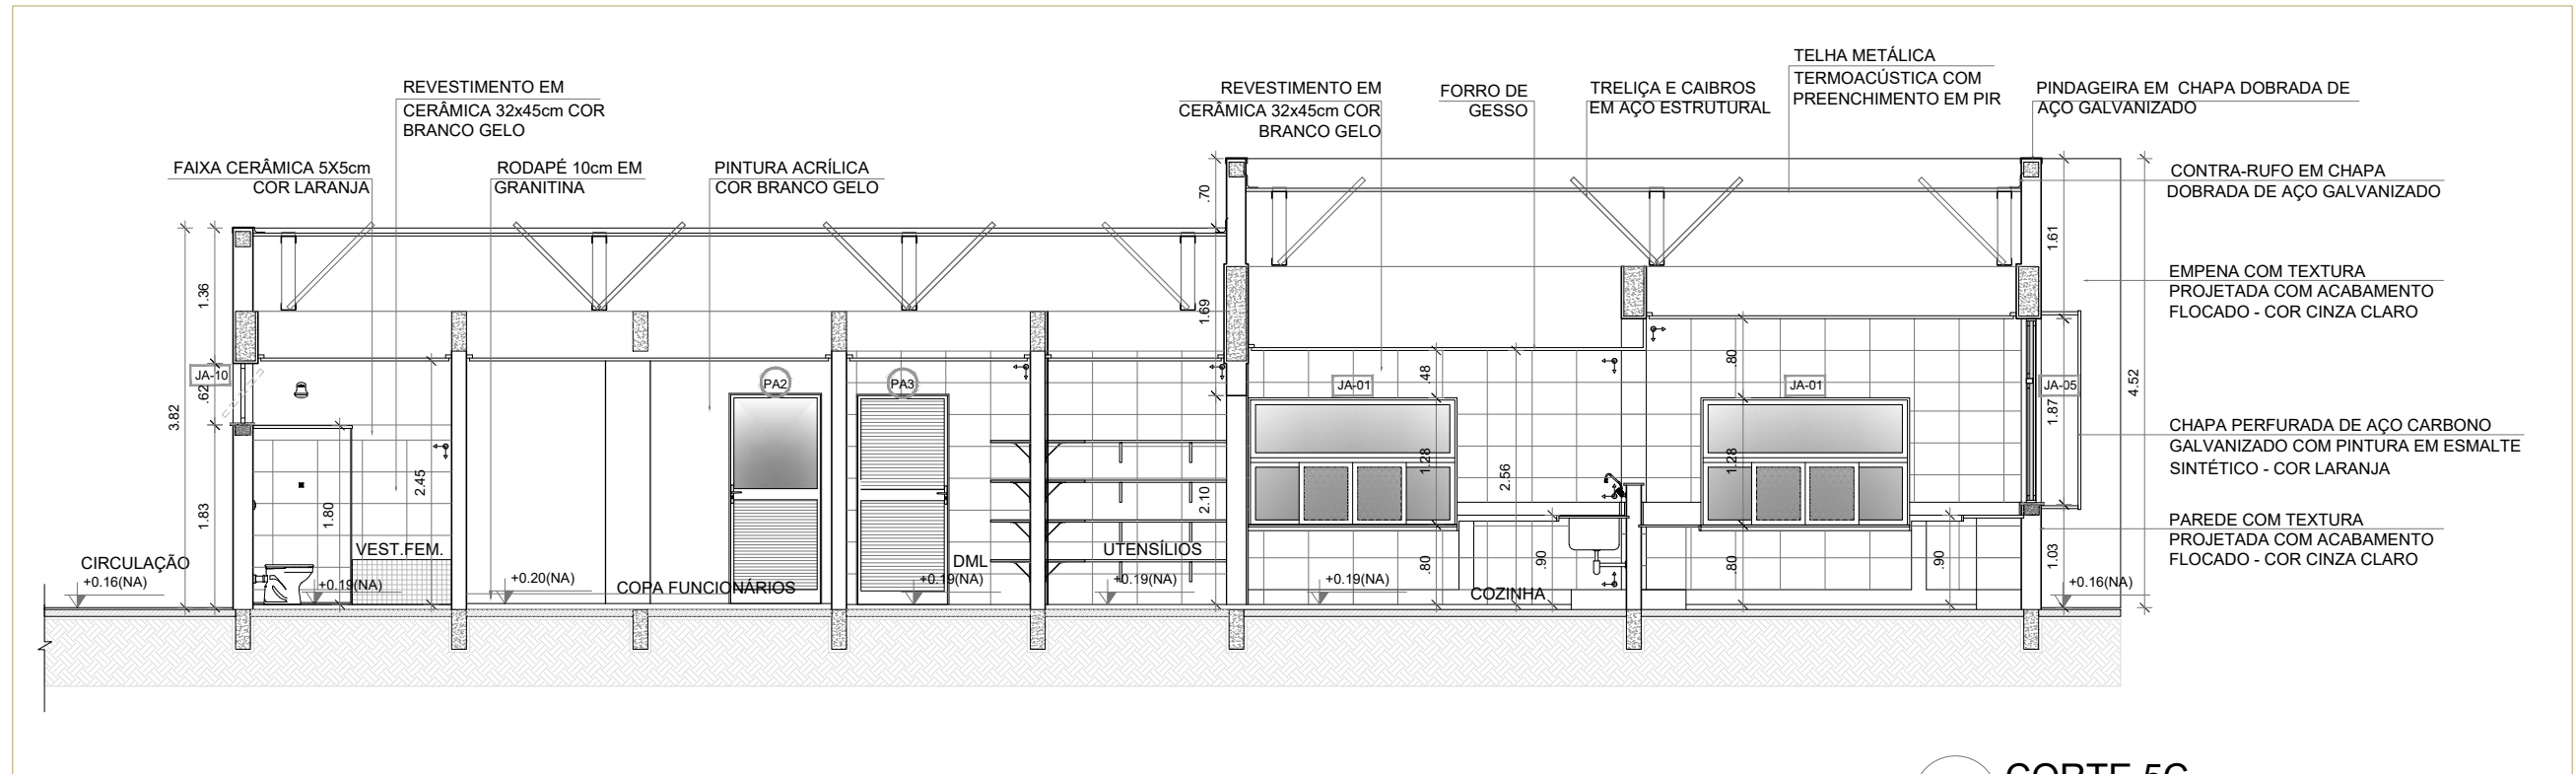 TELHA METÁLICA
TERMOACÚSTICA COM
PREENCHIMENTO EM PIR
REVESTIMENTO EM
CERÂMICA 32x45cm COR
BRANCO GELO
REVESTIMENTO EM
CERÂMICA 32x45cm COR
BRANCO GELO
FORRO DE
GESSO
TRELIÇA E CAIBROS
EM AÇO ESTRUTURAL
PINDAGEIRA EM CHAPA DOBRADA DE
AÇO GALVANIZADO
FAIXA CERÂMICA 5X5cm
COR LARANJA
RODAPÉ 10cm EM
GRANITINA
PINTURA ACRÍLICA
COR BRANCO GELO
CONTRA-RUFO EM CHAPA
DOBRADA DE AÇO GALVANIZADO
EMPENA COM TEXTURA
PROJETADA COM ACABAMENTO
FLOCADO - COR CINZA CLARO
CHAPA PERFURADA DE AÇO CARBONO
GALVANIZADO COM PINTURA EM ESMALTE
SINTÉTICO - COR LARANJA
PAREDE COM TEXTURA
PROJETADA COM ACABAMENTO
FLOCADO - COR CINZA CLARO
.70
1.61
1.36
1.69
3.82
.62
1.83
JA-10
1.80
2.45
PA2
PA3
2.10
JA-01
.48
1.28
2.56
.80
.90
.80
JA-01
1.28
.80
.90
JA-05
1.87
1.03
4.52
CIRCULAÇÃO
+0.16(NA)
VEST.FEM.
+0.19(NA)
+0.20(NA)
COPA FUNCIONÁRIOS
DML
+0.19(NA)
UTENSÍLIOS
+0.19(NA)
+0.19(NA)
COZINHA
+0.16(NA)
CORTE 5C